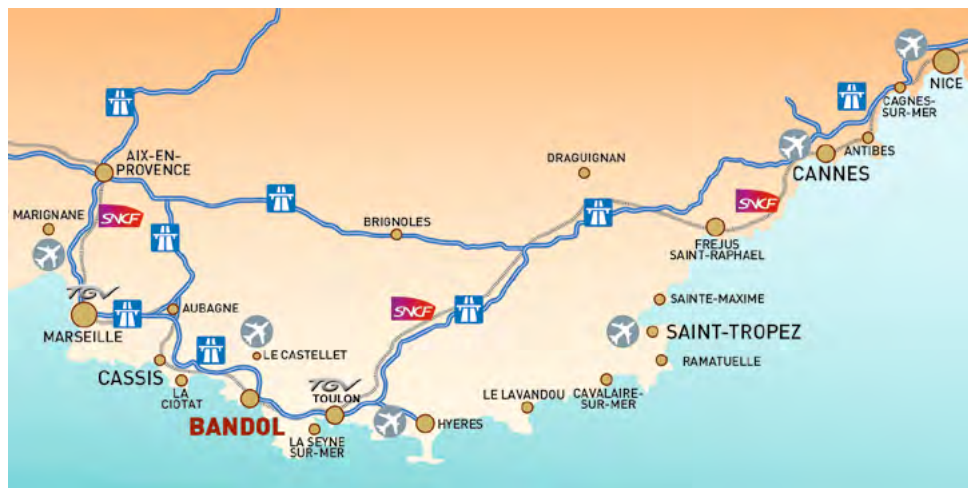 NICE
CAGNES-
SUR-MER
ANTIBES
CANNES
DRAGUIGNAN
AIX-EN-
PROVENCE
SNCF
SNCF
MARIGNANE
BRIGNOLES
FREJUS
SAINT-RAPHAEL
TGV
MARSEILLE
AUBAGNE
SNCF
SAINTE-MAXIME
SAINT-TROPEZ
RAMATUELLE
LE CASTELLET
CASSIS
LA
CIOTAT
TGV
TOULON
LE LAVANDOU
CAVALAIRE-
SUR-MER
BANDOL
LA SEYNE
SUR-MER
HYERES